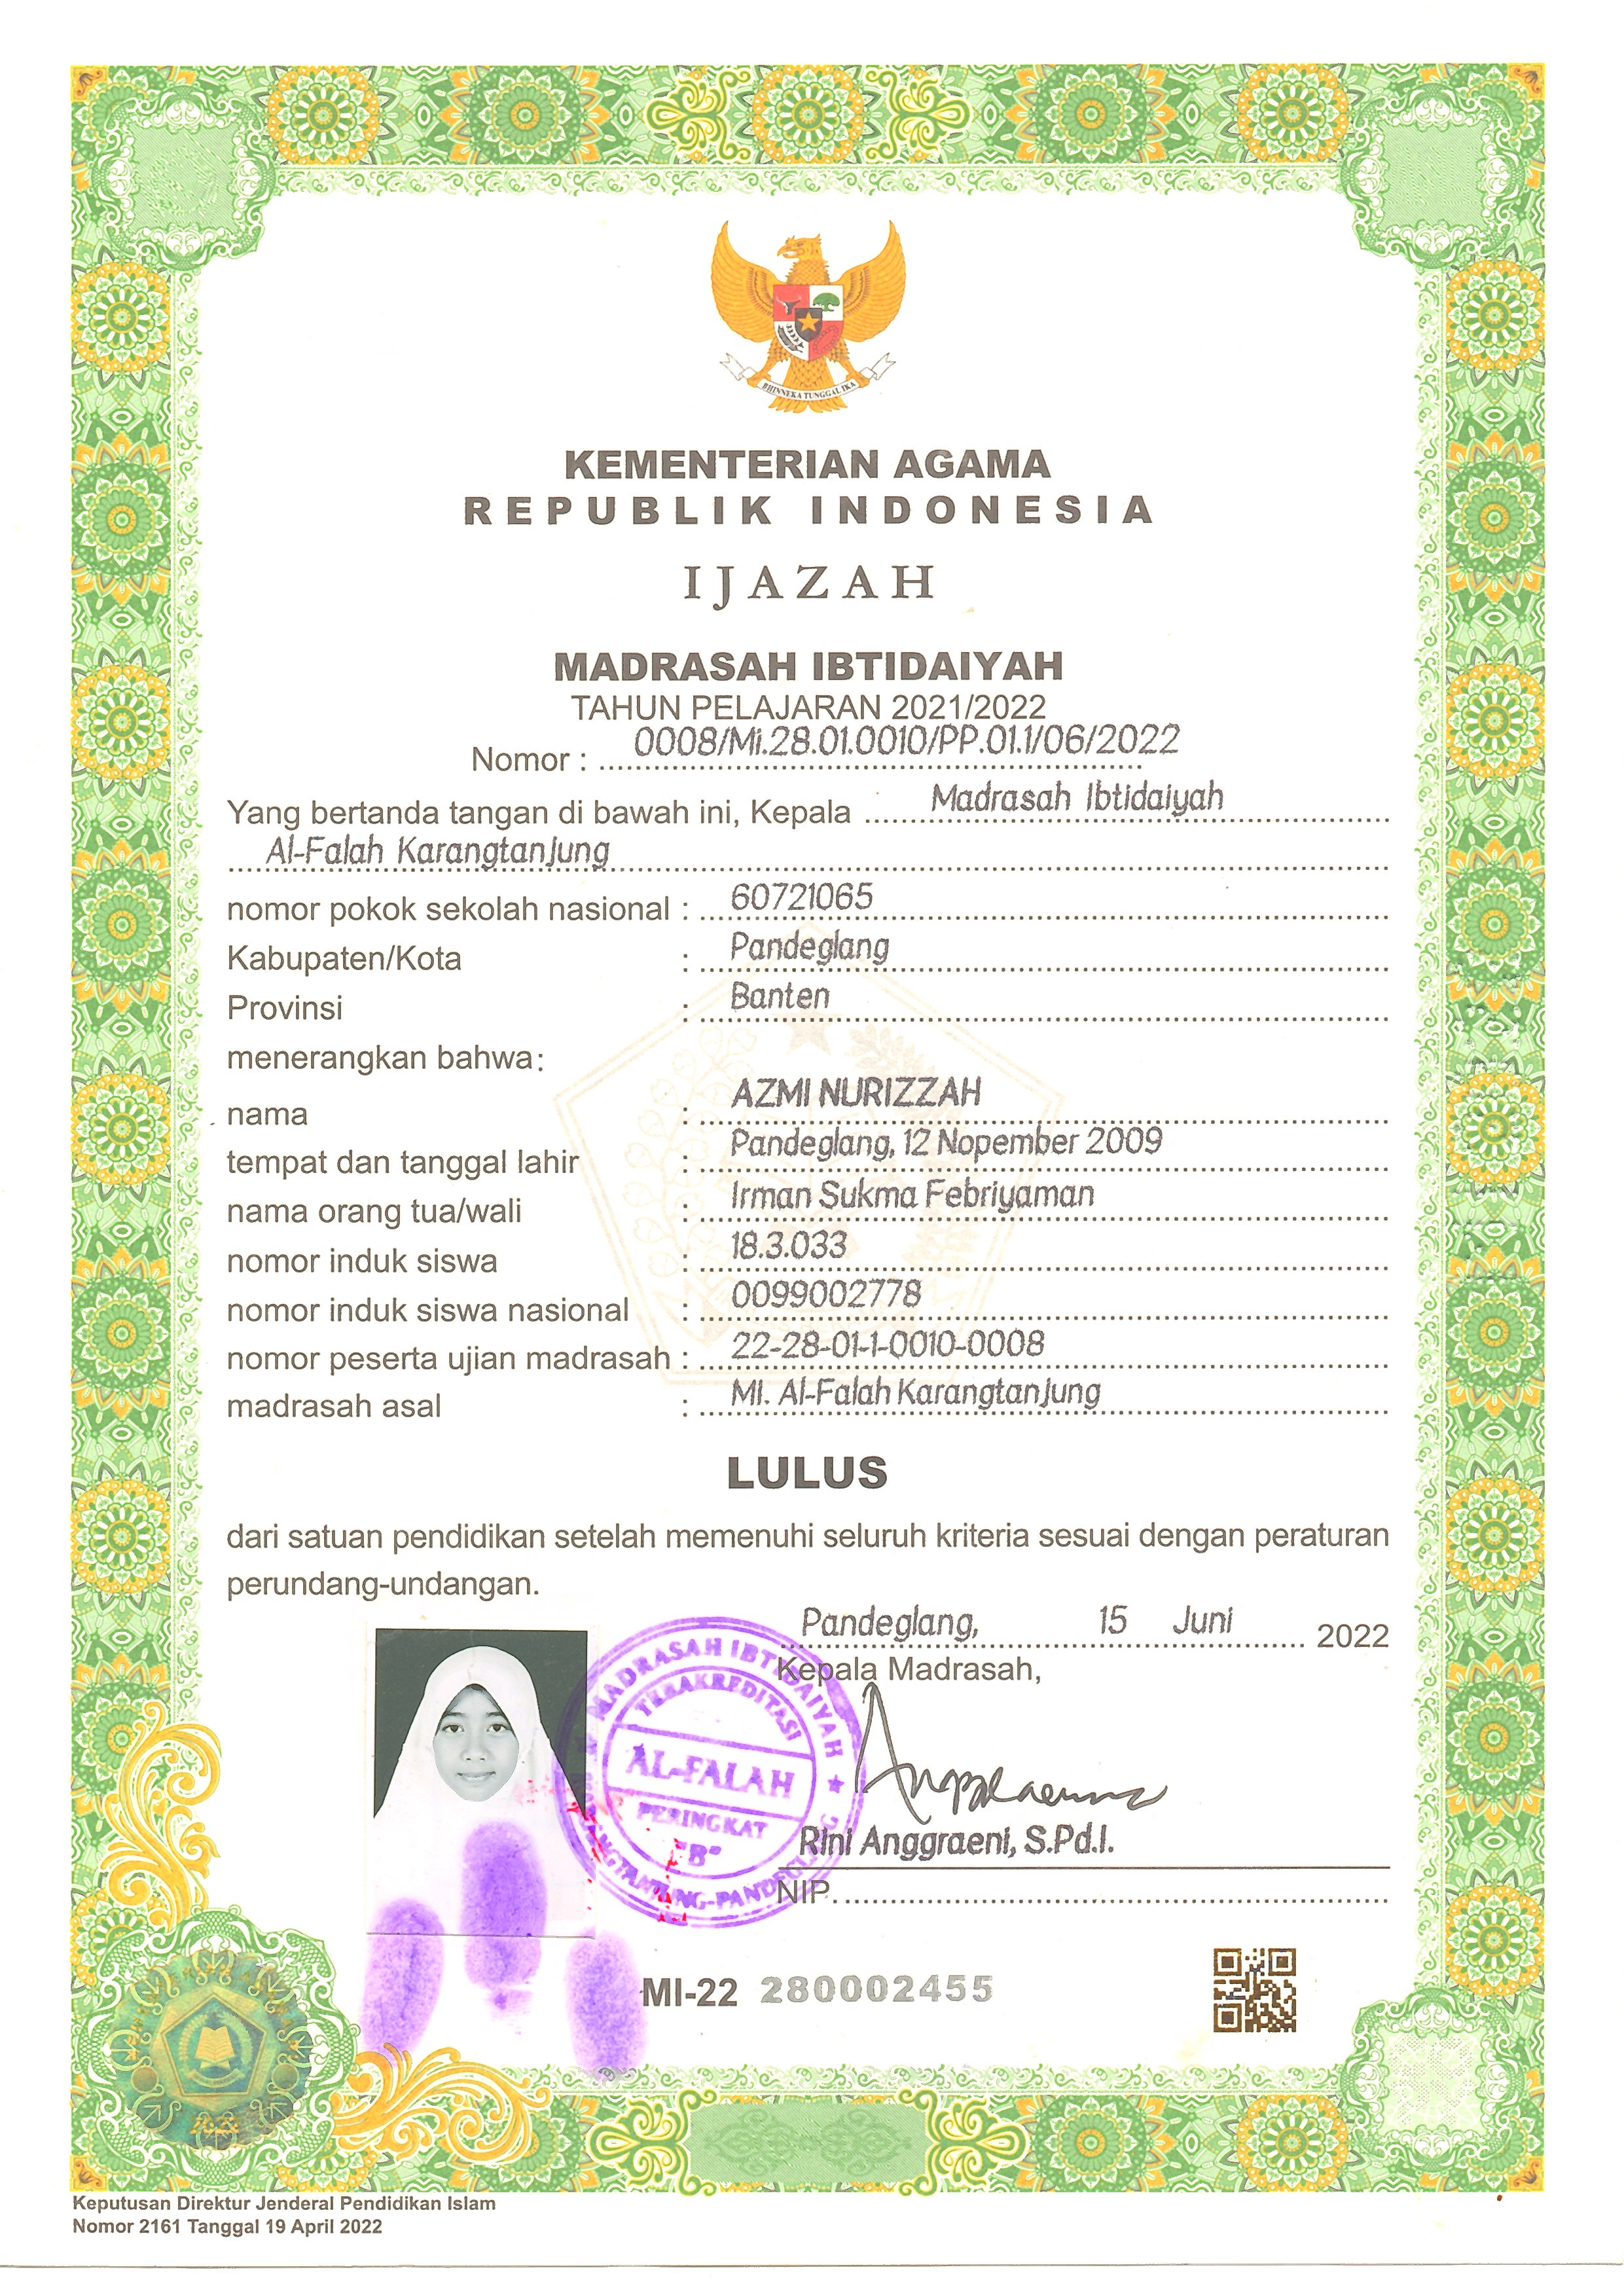 BHINNEKA TUNGGAL IKA
KEMENTERIAN AGAMA
REPUBLIK INDONESIA
IJAZAH
MADRASAH IBTIDAIYAH
TAHUN PELAJARAN 2021/2022
Nomor : 0008/Mi.28.01.0010/PP.01.1/06/2022
Yang bertanda tangan di bawah ini, Kepala Madrasah Ibtidaiyah
Al-Falah Karangtanjung
nomor pokok sekolah nasional : 60721065
Kabupaten/Kota : Pandeglang
Provinsi : Banten
menerangkan bahwa:
nama : AZMI NURIZZAH
tempat dan tanggal lahir : Pandeglang, 12 Nopember 2009
nama orang tua/wali : Irman Sukma Febriyaman
nomor induk siswa : 18.3.033
nomor induk siswa nasional : 0099002778
nomor peserta ujian madrasah : 22-28-01-1-0010-0008
madrasah asal : MI. Al-Falah Karangtanjung
LULUS
dari satuan pendidikan setelah memenuhi seluruh kriteria sesuai dengan peraturan
perundang-undangan.
Pandeglang, 15 Juni 2022
Kepala Madrasah,
MADRASAH IBTIDAIYAH
TERAKREDITASI
AL-FALAH
PERINGKAT
"B"
Rini Anggraeni, S.Pd.I.
NIP.
MI-22 280002455
Keputusan Direktur Jenderal Pendidikan Islam
Nomor 2161 Tanggal 19 April 2022